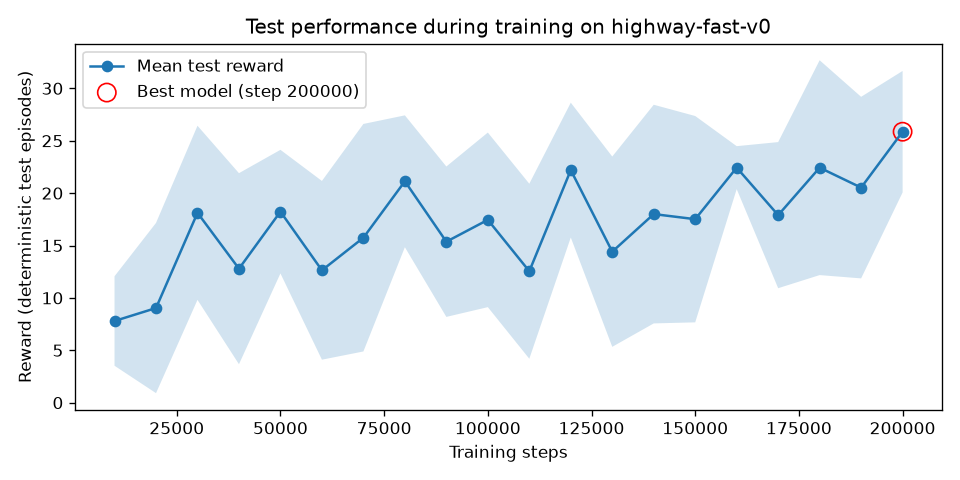 Test performance during training on highway-fast-v0
Mean test reward
Best model (step 200000)
Reward (deterministic test episodes)
30
25
20
15
10
5
0
25000 50000 75000 100000 125000 150000 175000 200000
Training steps